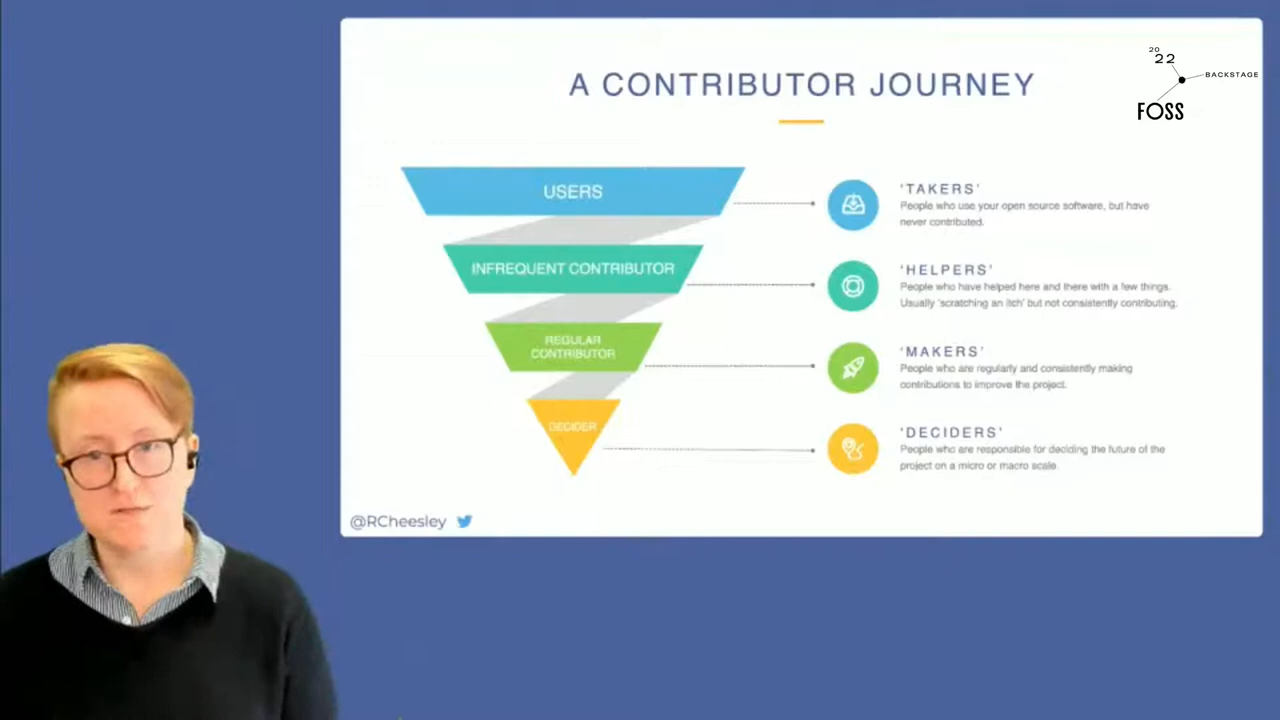 A CONTRIBUTOR JOURNEY
20
22
BACKSTAGE
FOSS
USERS
INFREQUENT CONTRIBUTOR
REGULAR
CONTRIBUTOR
DECIDER
'TAKERS'
People who use your open source software, but have
never contributed.
'HELPERS'
People who have helped here and there with a few things.
Usually 'scratching an itch' but not consistently contributing.
'MAKERS'
People who are regularly and consistently making
contributions to improve the project.
'DECIDERS'
People who are responsible for deciding the future of the
project on a micro or macro scale.
@RCheesley